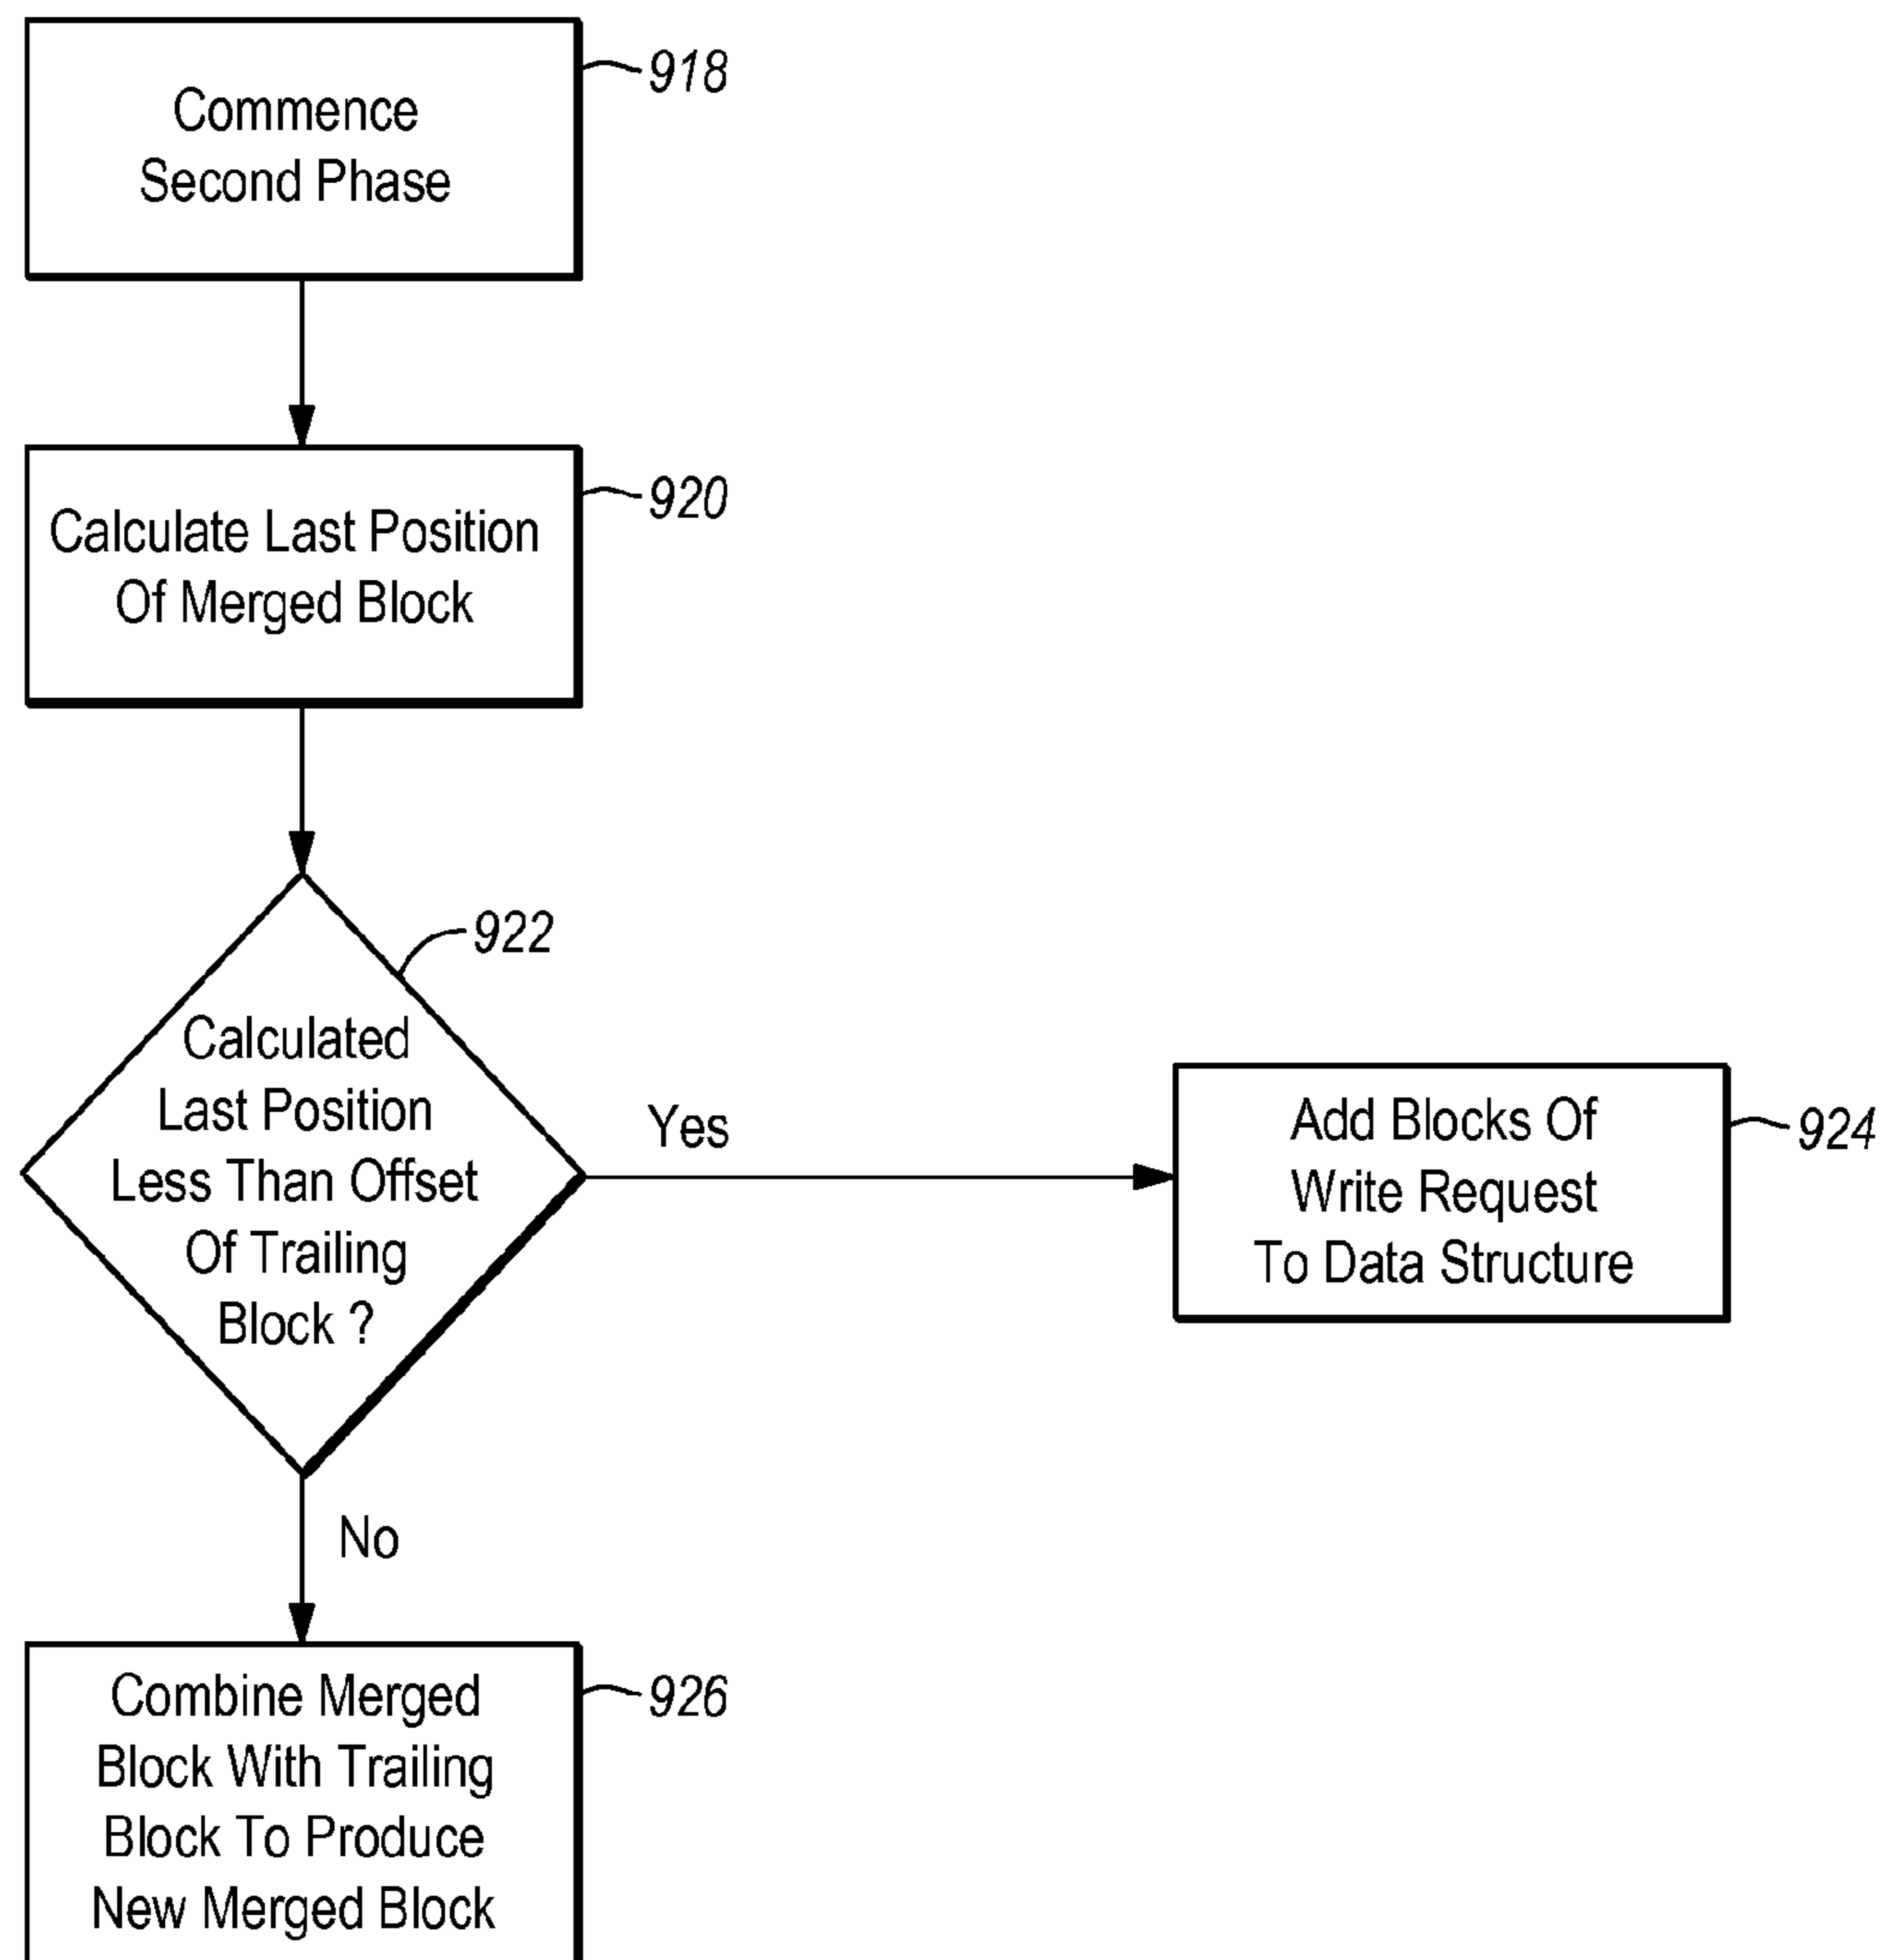 Commence
Second Phase
918
Calculate Last Position
Of Merged Block
920
922
Calculated
Last Position
Less Than Offset
Of Trailing
Block ?
Yes
Add Blocks Of
Write Request
To Data Structure
924
No
Combine Merged
Block With Trailing
Block To Produce
New Merged Block
926